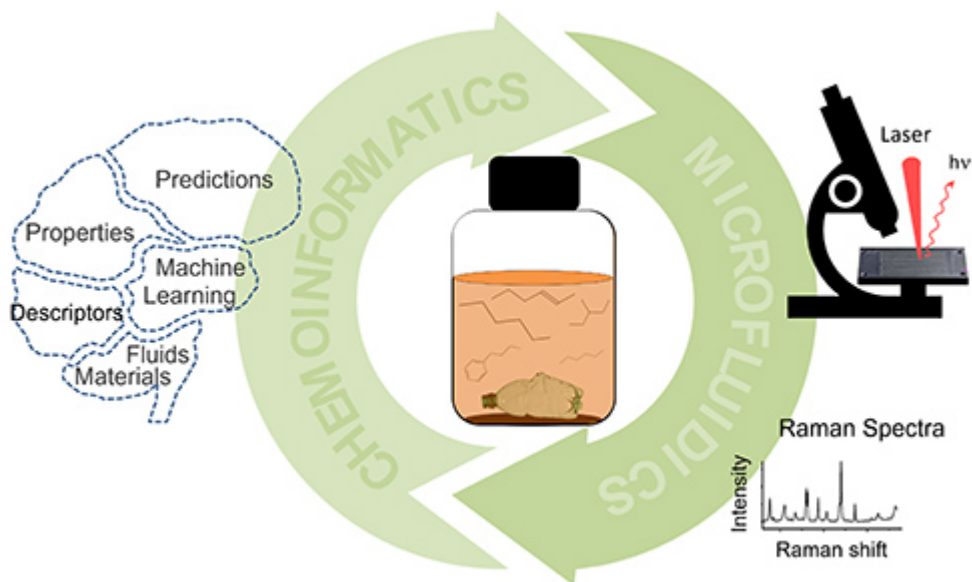 CHEMOINFORMATICS
MICROFLUIDICS
Predictions
Properties
Machine
Learning
Descriptors
Fluids
Materials
Laser
hν
Raman Spectra
Intensity
Raman shift